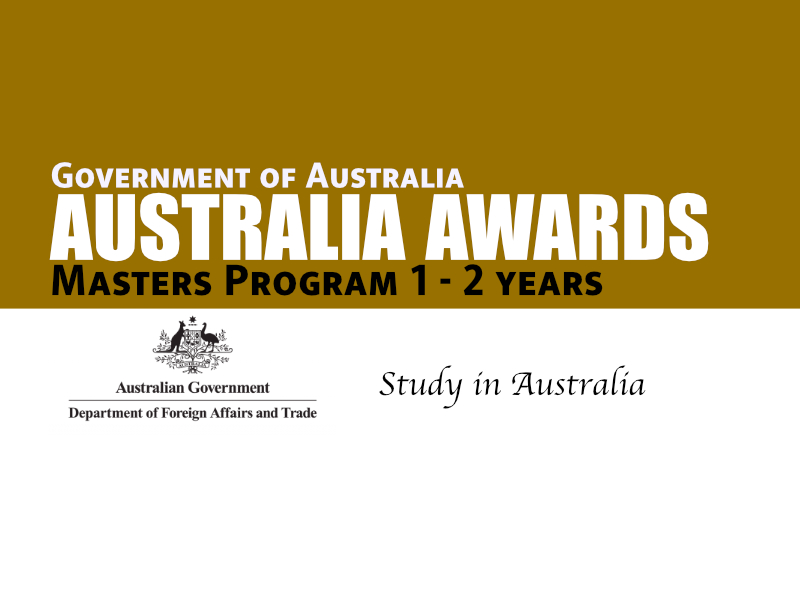 Government of Australia
AUSTRALIA AWARDS
Masters Program 1 - 2 years
Australian Government
Department of Foreign Affairs and Trade
Study in Australia